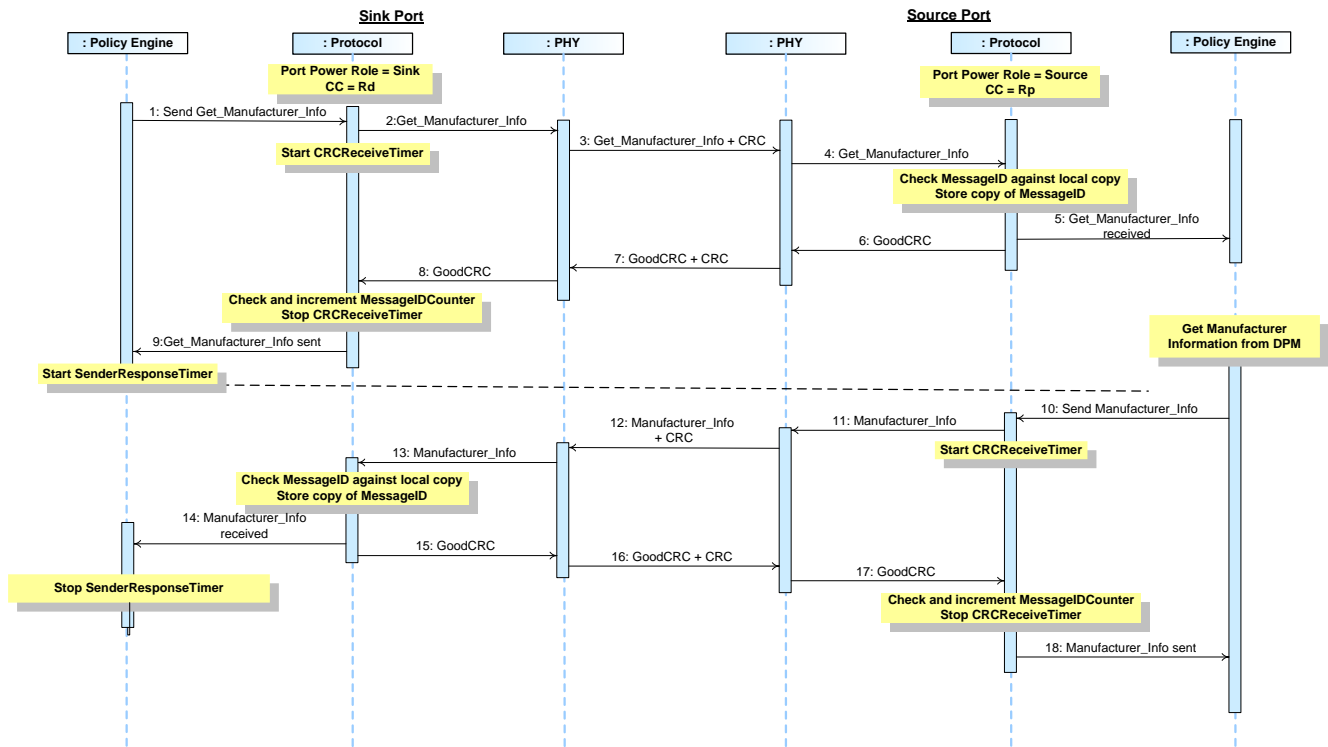 Sink Port
Source Port
: Policy Engine
: Protocol
: PHY
: PHY
: Protocol
: Policy Engine
Port Power Role = Sink
CC = Rd
Port Power Role = Source
CC = Rp
1: Send Get_Manufacturer_Info
2:Get_Manufacturer_Info
Start CRCReceiveTimer
3: Get_Manufacturer_Info + CRC
4: Get_Manufacturer_Info
Check MessageID against local copy
Store copy of MessageID
5: Get_Manufacturer_Info
received
6: GoodCRC
7: GoodCRC + CRC
8: GoodCRC
Check and increment MessageIDCounter
Stop CRCReceiveTimer
9:Get_Manufacturer_Info sent
Start SenderResponseTimer
Get Manufacturer
Information from DPM
10: Send Manufacturer_Info
11: Manufacturer_Info
Start CRCReceiveTimer
12: Manufacturer_Info
+ CRC
13: Manufacturer_Info
Check MessageID against local copy
Store copy of MessageID
14: Manufacturer_Info
received
15: GoodCRC
16: GoodCRC + CRC
17: GoodCRC
Stop SenderResponseTimer
Check and increment MessageIDCounter
Stop CRCReceiveTimer
18: Manufacturer_Info sent